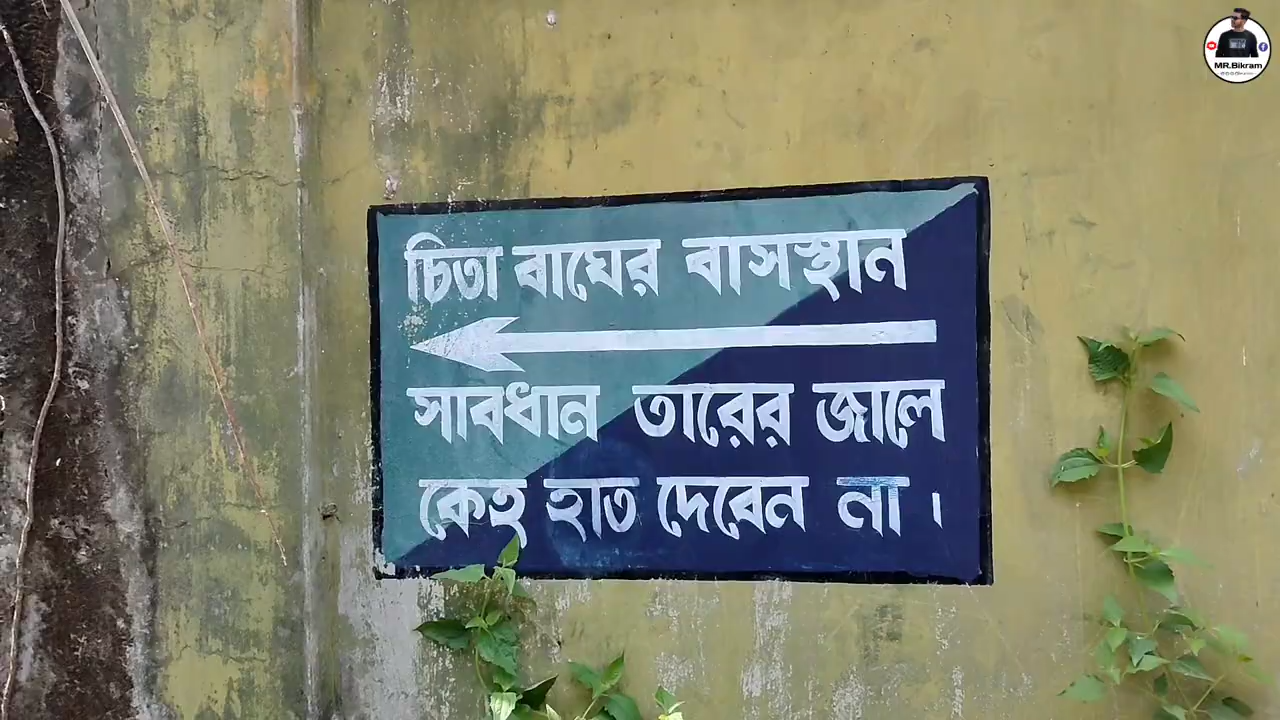 চিতা বাঘের বাসস্থান
সাবধান তারের জালে
কেহ হাত দেবেন না।
MR.Bikram